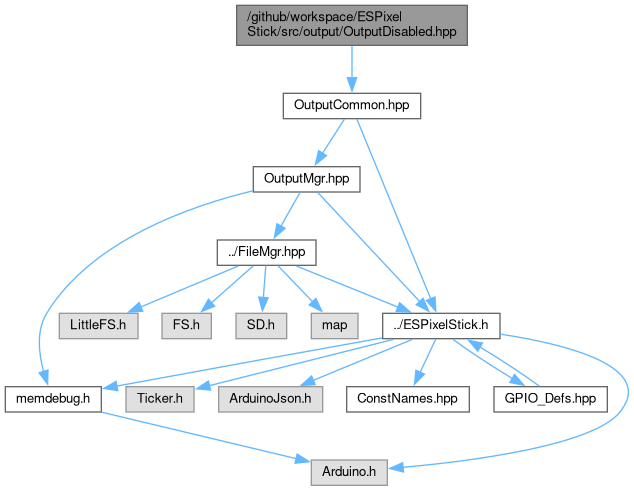 /github/workspace/ESPixel
Stick/src/output/OutputDisabled.hpp
OutputCommon.hpp
OutputMgr.hpp
../FileMgr.hpp
LittleFS.h
FS.h
SD.h
map
../ESPixelStick.h
memdebug.h
Ticker.h
ArduinoJson.h
ConstNames.hpp
GPIO_Defs.hpp
Arduino.h